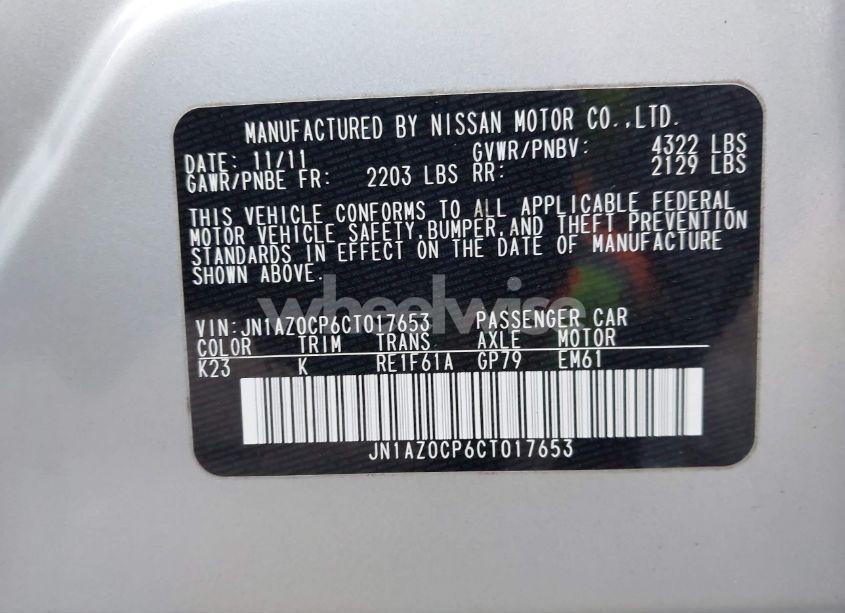 MANUFACTURED BY NISSAN MOTOR CO.,LTD.
DATE: 11/11 GVWR/PNBV: 4322 LBS
GAWR/PNBE FR: 2203 LBS RR: 2129 LBS
THIS VEHICLE CONFORMS TO ALL APPLICABLE FEDERAL
MOTOR VEHICLE SAFETY,BUMPER,AND THEFT PREVENTION
STANDARDS IN EFFECT ON THE DATE OF MANUFACTURE
SHOWN ABOVE.
wheelwise
VIN:JN1AZ0CP6CT017653 PASSENGER CAR
COLOR TRIM TRANS AXLE MOTOR
K23 K RE1F61A GP79 EM61
JN1AZ0CP6CT017653